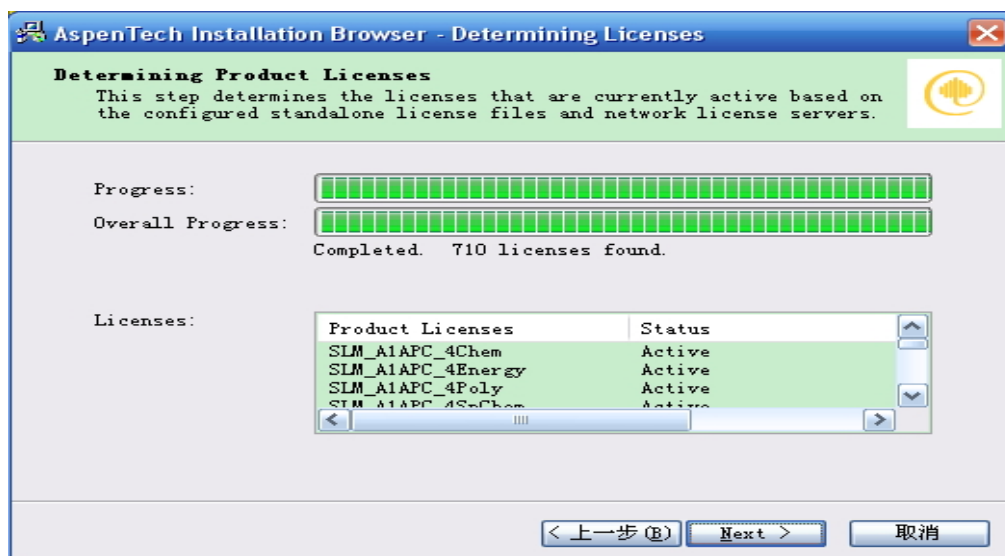 AspenTech Installation Browser - Determining Licenses
Determining Product Licenses
This step determines the licenses that are currently active based on
the configured standalone license files and network license servers.
Progress:
Overall Progress:
Completed. 710 licenses found.
Licenses:
Product Licenses Status
SLM_A1APC_4Chem Active
SLM_A1APC_4Energy Active
SLM_A1APC_4Poly Active
SLM_A1APC_4SpChem Active
< 上一步(B) Next > 取消